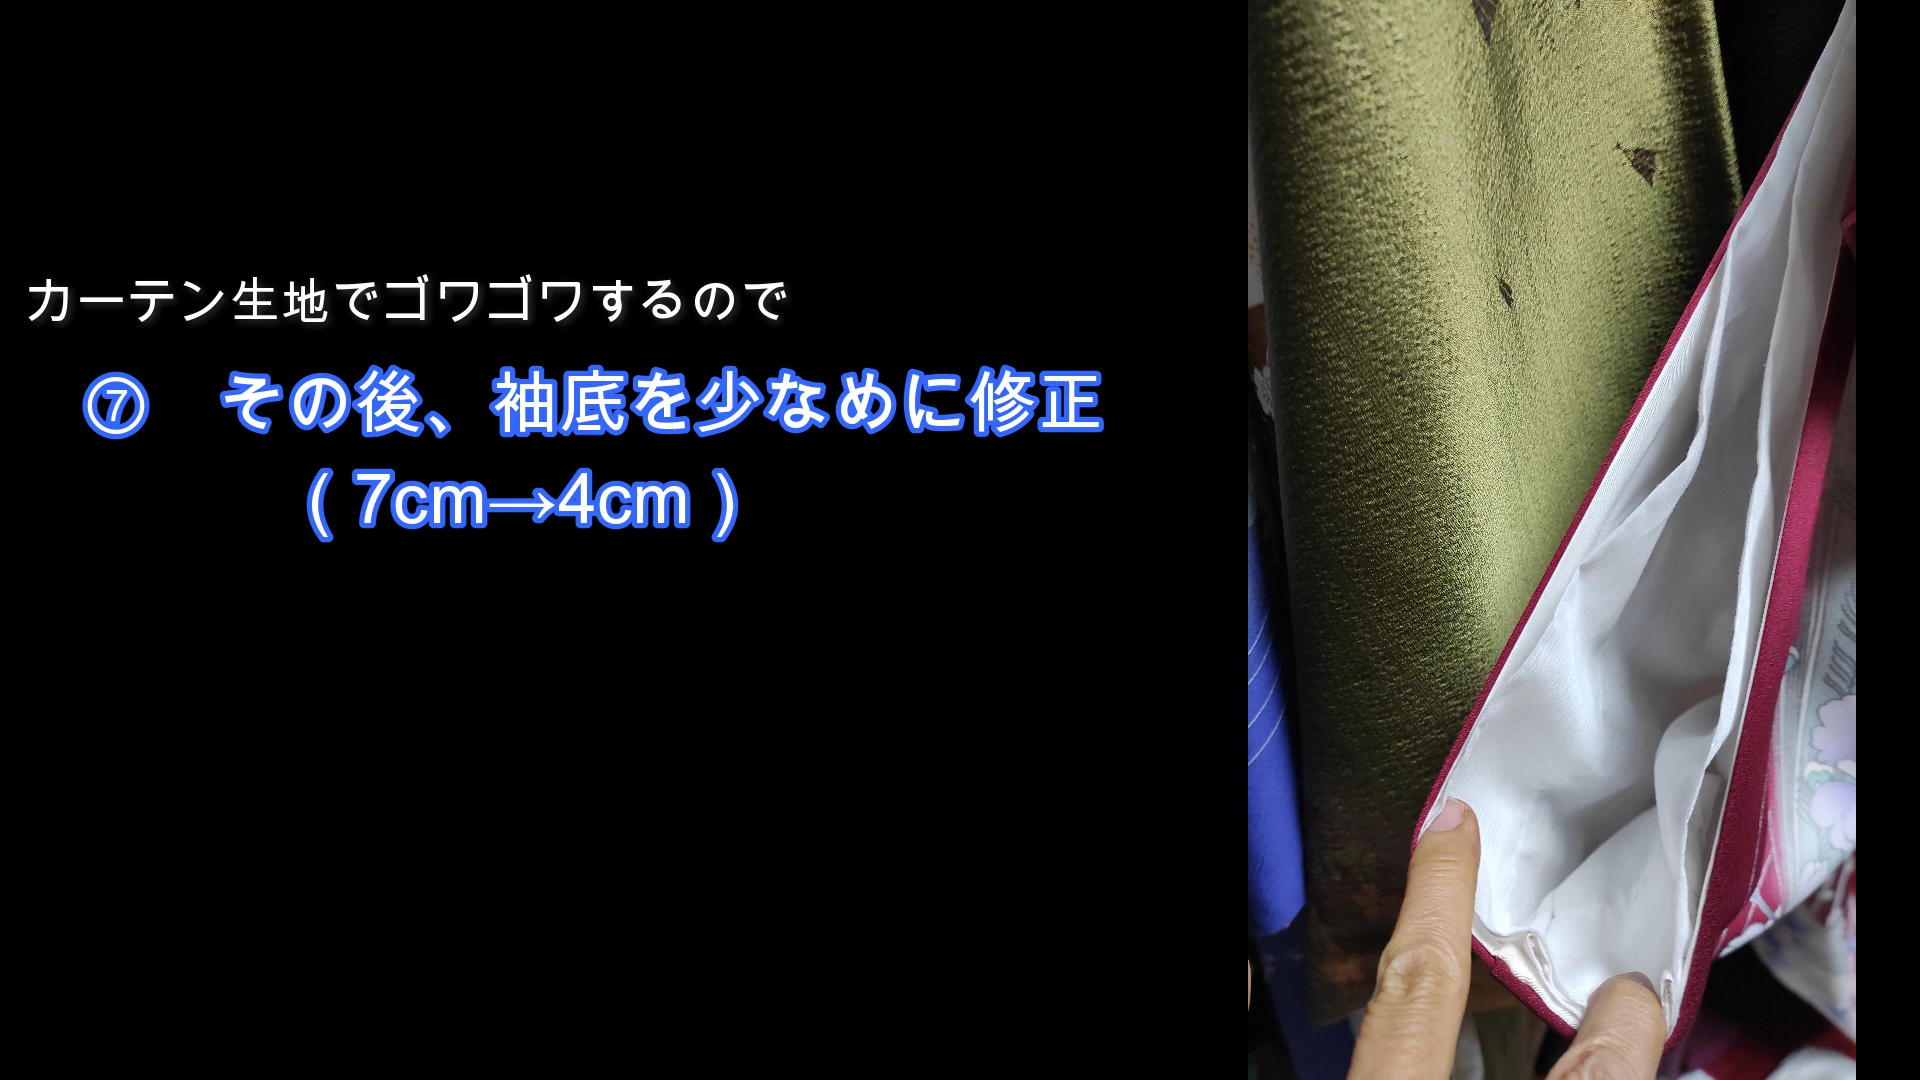 カーテン生地でゴワゴワするので
⑦　その後、袖底を少なめに修正
( 7cm→4cm )